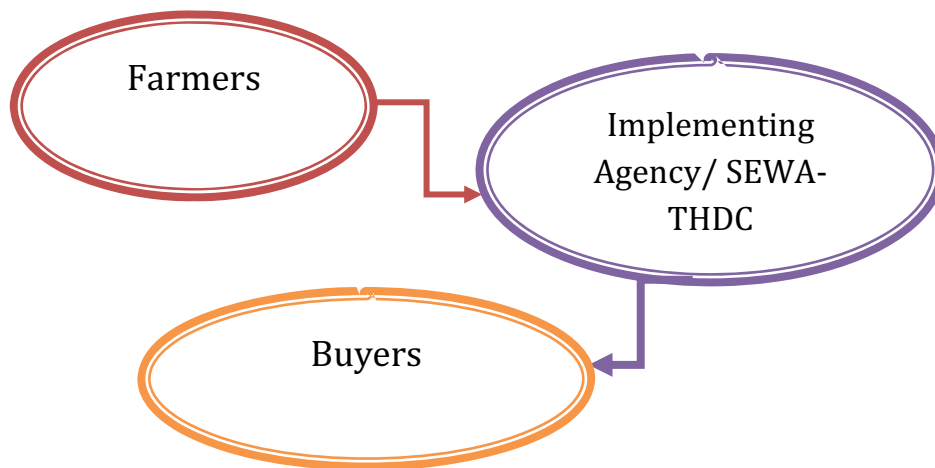 Farmers
Implementing
Agency/ SEWA-
THDC
Buyers